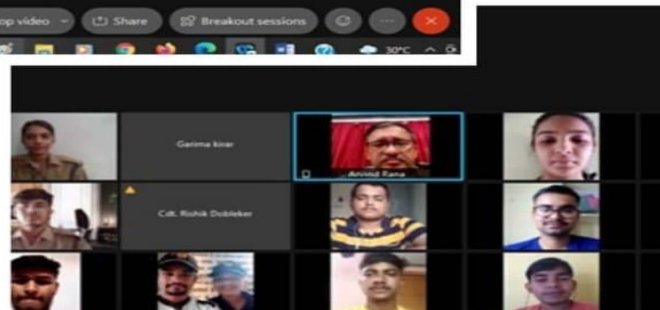 op video
Share
Breakout sessions
30°C
Garima kirar
Arvind Rana
Cdt. Rishik Dobleker